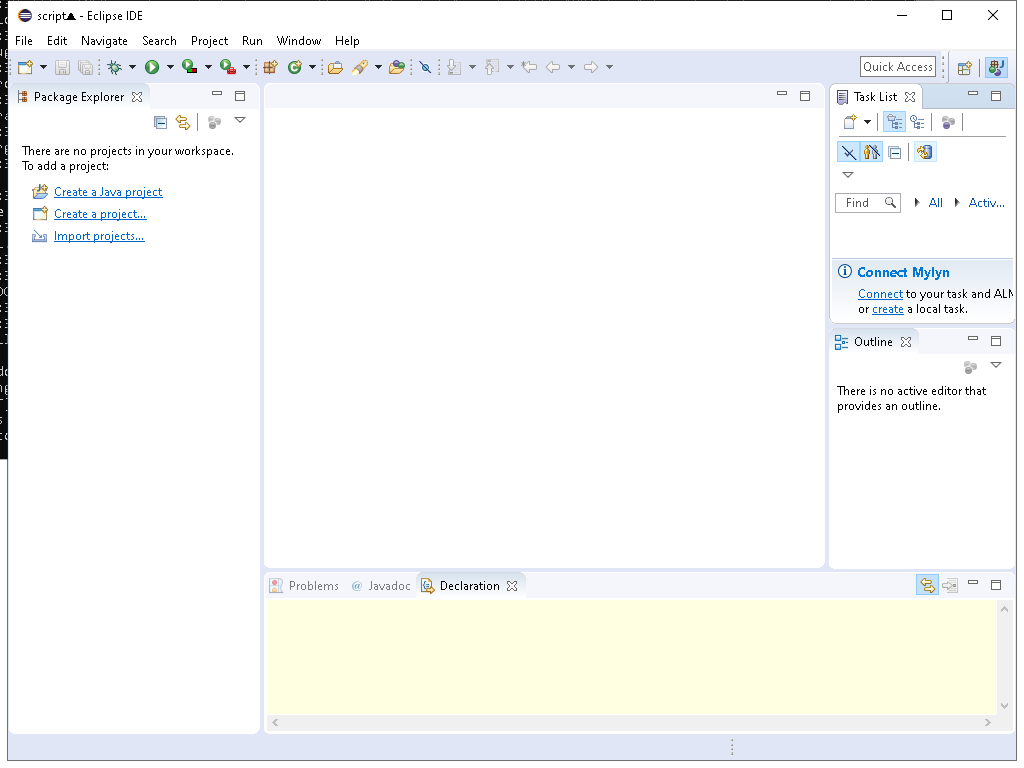 script▲ - Eclipse IDE
File Edit Navigate Search Project Run Window Help
Quick Access
Package Explorer
There are no projects in your workspace.
To add a project:
Create a Java project
Create a project...
Import projects...
Task List
Find
All
Activ...
Connect Mylyn
Connect to your task and ALM
or create a local task.
Outline
There is no active editor that
provides an outline.
Problems @ Javadoc Declaration